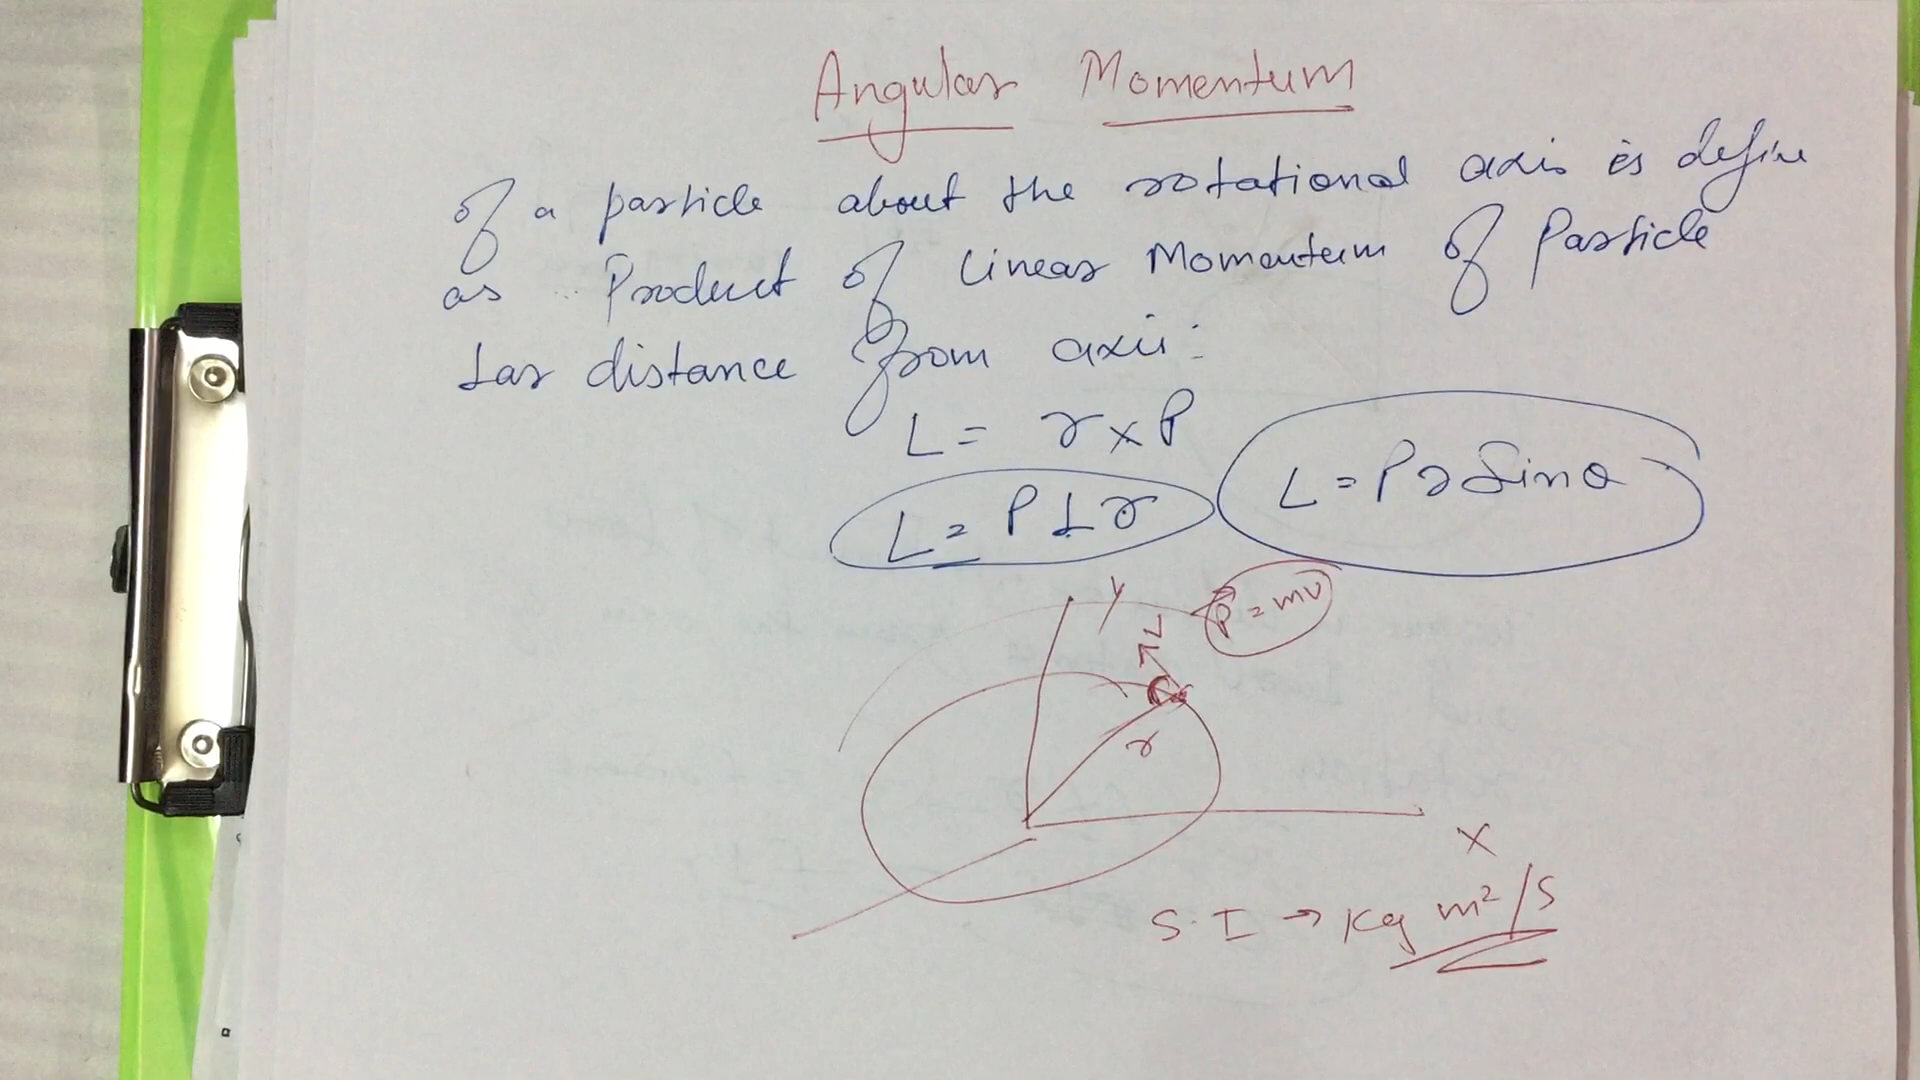 Angular Momentum
of a particle about the rotational axis is define
as Product of linear Momentum of Particle
⊥ar distance from axis:
L = r × P
L = P⊥r
L = Pr Sinθ
y
L
P = mv
r
X
S.I → Kg m²/S